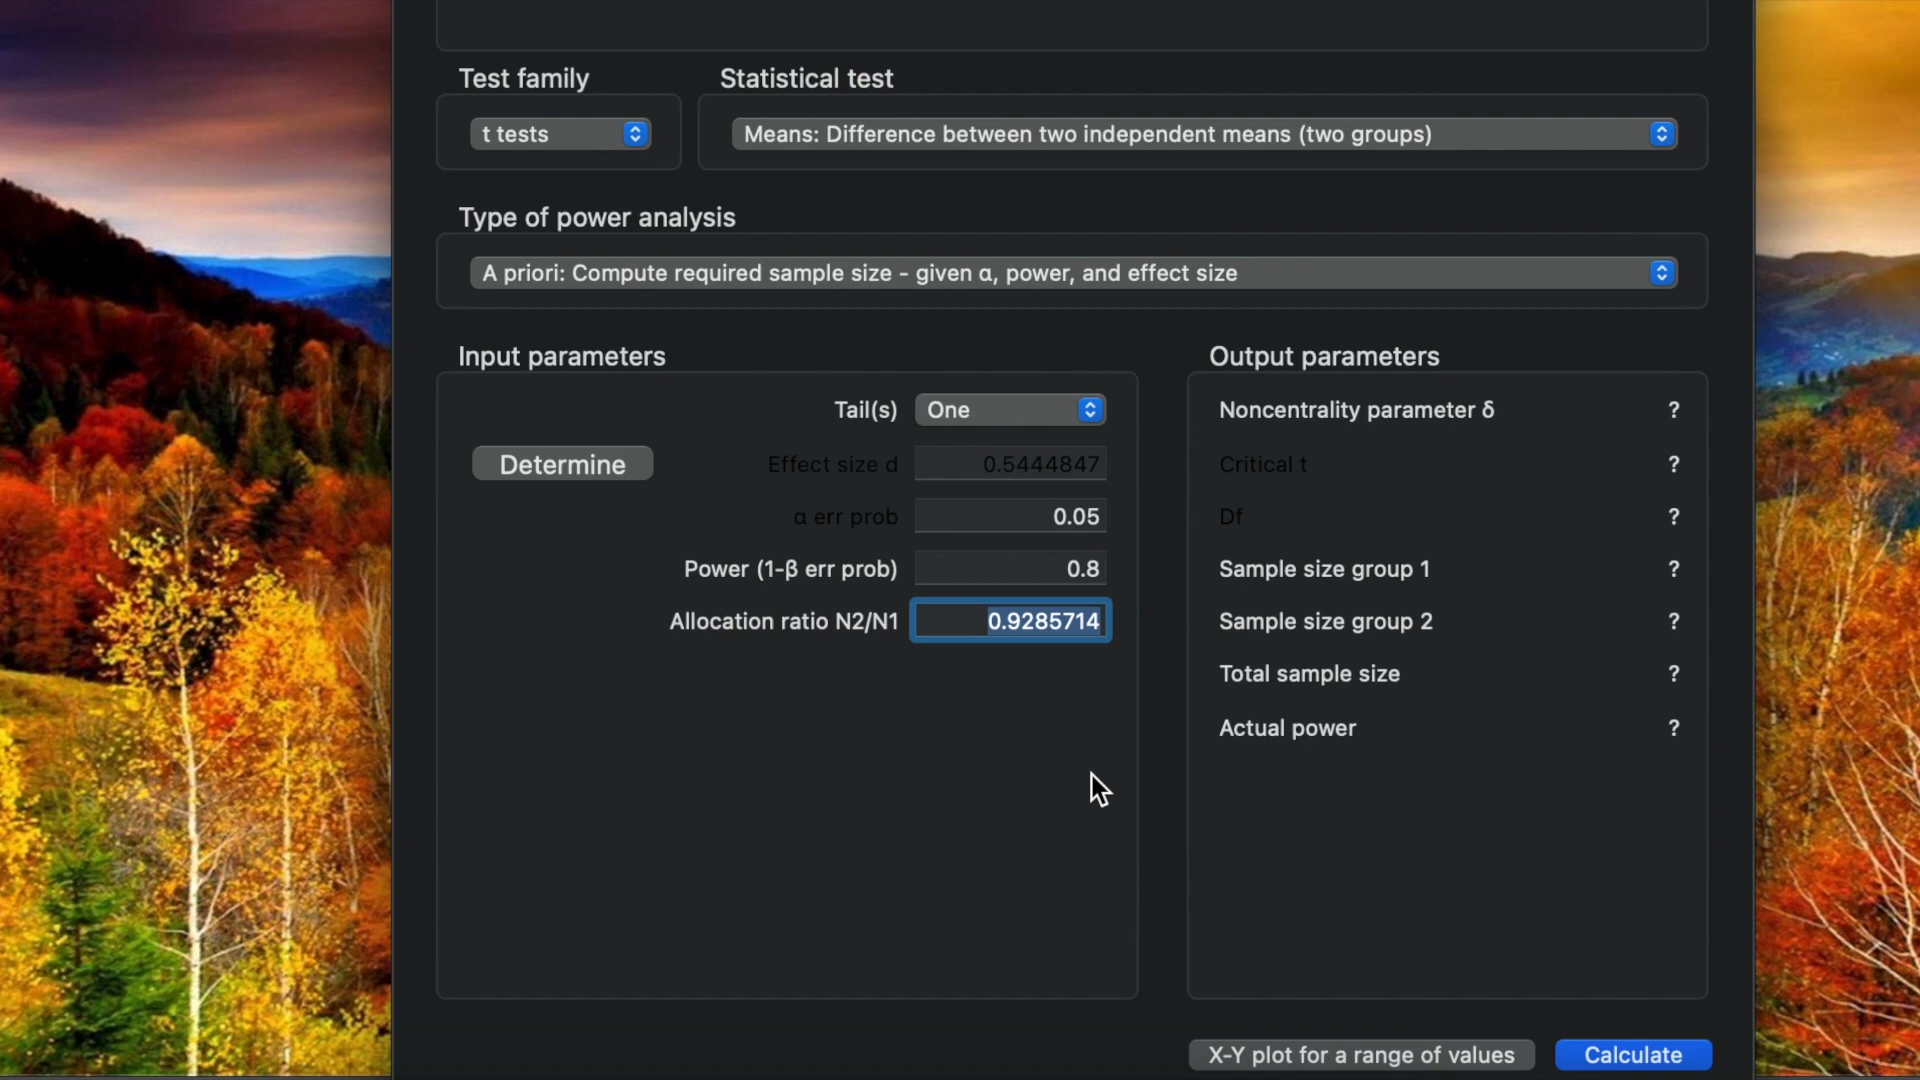 Test family
Statistical test
t tests
Means: Difference between two independent means (two groups)
Type of power analysis
A priori: Compute required sample size - given α, power, and effect size
Input parameters
Output parameters
Tail(s) One
Noncentrality parameter δ ?
Determine
Effect size d 0.5444847
Critical t ?
α err prob 0.05
Df ?
Power (1-β err prob) 0.8
Sample size group 1 ?
Allocation ratio N2/N1 0.9285714
Sample size group 2 ?
Total sample size ?
Actual power ?
X-Y plot for a range of values
Calculate